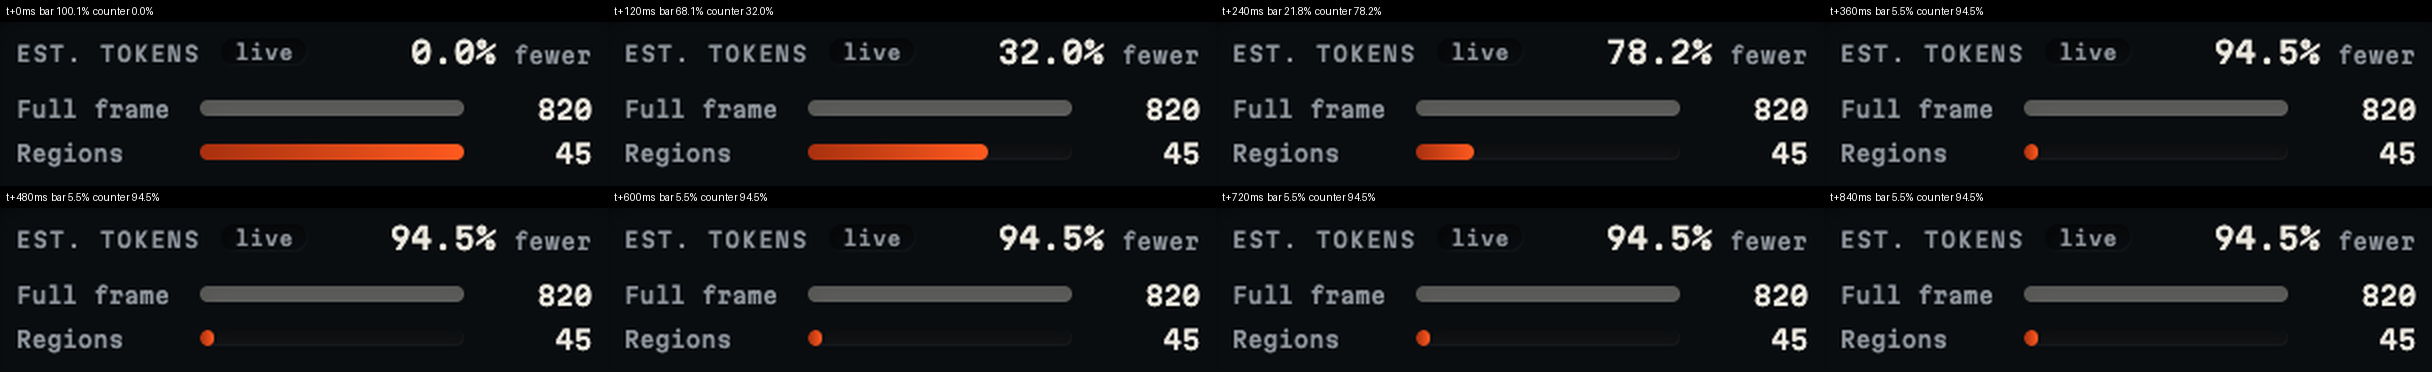 t+0ms bar 100.1% counter 0.0%
EST. TOKENS live 0.0% fewer
Full frame 820
Regions 45
t+120ms bar 68.1% counter 32.0%
EST. TOKENS live 32.0% fewer
Full frame 820
Regions 45
t+240ms bar 21.8% counter 78.2%
EST. TOKENS live 78.2% fewer
Full frame 820
Regions 45
t+360ms bar 5.5% counter 94.5%
EST. TOKENS live 94.5% fewer
Full frame 820
Regions 45
t+480ms bar 5.5% counter 94.5%
EST. TOKENS live 94.5% fewer
Full frame 820
Regions 45
t+600ms bar 5.5% counter 94.5%
EST. TOKENS live 94.5% fewer
Full frame 820
Regions 45
t+720ms bar 5.5% counter 94.5%
EST. TOKENS live 94.5% fewer
Full frame 820
Regions 45
t+840ms bar 5.5% counter 94.5%
EST. TOKENS live 94.5% fewer
Full frame 820
Regions 45